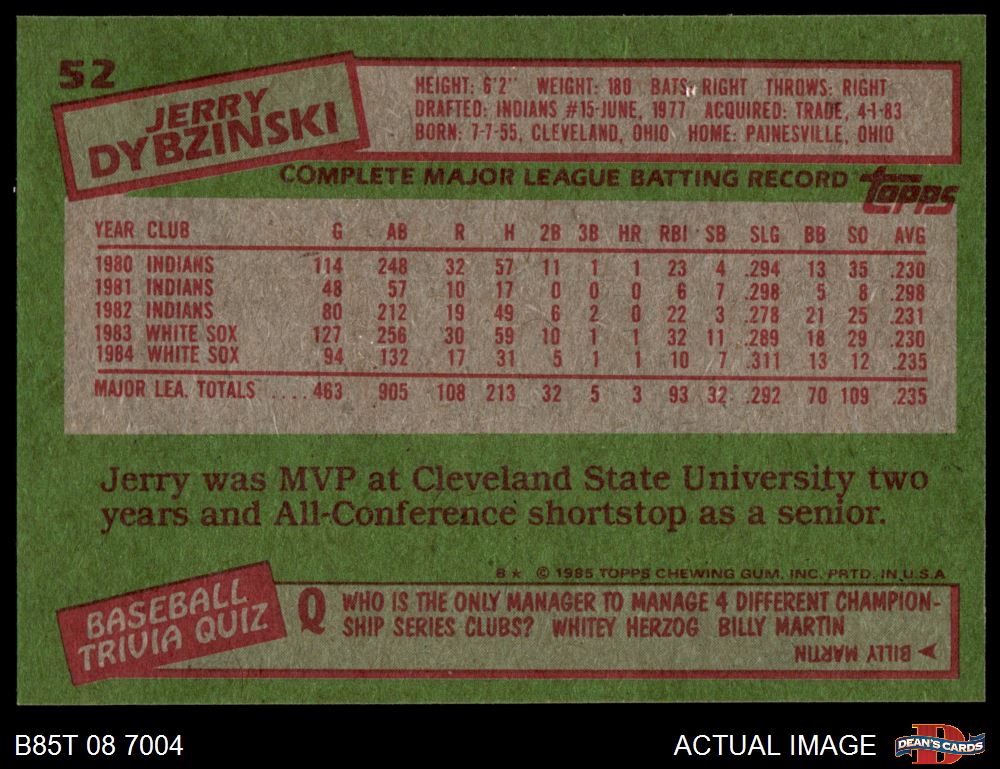 52
JERRY
DYBZINSKI
HEIGHT: 6'2" WEIGHT: 180 BATS: RIGHT THROWS: RIGHT
DRAFTED: INDIANS #15-JUNE, 1977 ACQUIRED: TRADE, 4-1-83
BORN: 7-7-55, CLEVELAND, OHIO HOME: PAINESVILLE, OHIO
COMPLETE MAJOR LEAGUE BATTING RECORD topps
YEAR CLUB G AB R H 2B 3B HR RBI SB SLG BB SO AVG
1980 INDIANS 114 248 32 57 11 1 1 23 4 .294 13 35 .230
1981 INDIANS 48 57 10 17 0 0 0 6 7 .298 5 8 .298
1982 INDIANS 80 212 19 49 6 2 0 22 3 .278 21 25 .231
1983 WHITE SOX 127 256 30 59 10 1 1 32 11 .289 18 29 .230
1984 WHITE SOX 94 132 17 31 5 1 1 10 7 .311 13 12 .235
MAJOR LEA. TOTALS .... 463 905 108 213 32 5 3 93 32 .292 70 109 .235
Jerry was MVP at Cleveland State University two
years and All-Conference shortstop as a senior.
B* © 1985 TOPPS CHEWING GUM, INC. PRTD. IN U.S.A.
BASEBALL
TRIVIA QUIZ
Q WHO IS THE ONLY MANAGER TO MANAGE 4 DIFFERENT CHAMPION-
SHIP SERIES CLUBS? WHITEY HERZOG BILLY MARTIN
BILLY MARTIN
B85T 08 7004
ACTUAL IMAGE
D
DEAN'S CARDS